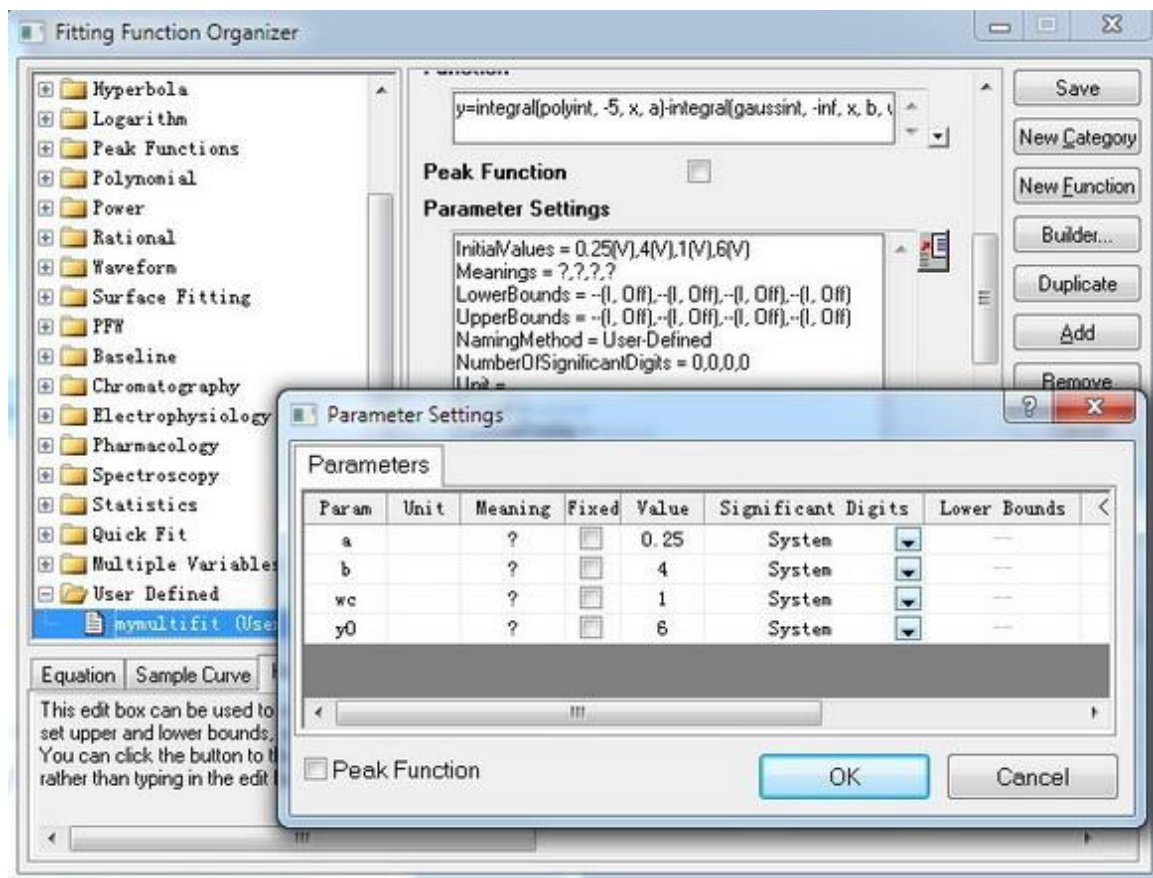 Fitting Function Organizer
Hyperbola
Logarithm
Peak Functions
Polynomial
Power
Rational
Waveform
Surface Fitting
PFW
Baseline
Chromatography
Electrophysiology
Pharmacology
Spectroscopy
Statistics
Quick Fit
Multiple Variables
User Defined
mymultifit (User
y=integral(polyint, -5, x, a)-integral(gaussint, -inf, x, b,
Peak Function
Parameter Settings
InitialValues = 0.25(V),4(V),1(V),6(V)
Meanings = ?,?,?,?
LowerBounds = --(I, Off),--(I, Off),--(I, Off),--(I, Off)
UpperBounds = --(I, Off),--(I, Off),--(I, Off),--(I, Off)
NamingMethod = User-Defined
NumberOfSignificantDigits = 0,0,0,0
Unit =
Save
New Category
New Function
Builder...
Duplicate
Add
Remove
Equation Sample Curve
This edit box can be used to
set upper and lower bounds,
You can click the button to
rather than typing in the edit
Parameter Settings
Parameters
Param Unit Meaning Fixed Value Significant Digits Lower Bounds
a ? 0.25 System --
b ? 4 System --
wc ? 1 System --
y0 ? 6 System --
Peak Function
OK Cancel